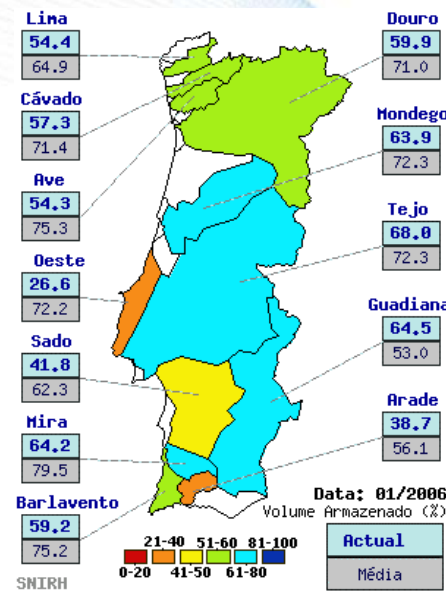 Lima
54.4
64.9
Cávado
57.3
71.4
Ave
54.3
75.3
Oeste
26.6
72.2
Sado
41.8
62.3
Mira
64.2
79.5
Barlavento
59.2
75.2
SNIRH
Douro
59.9
71.0
Mondego
63.9
72.3
Tejo
68.0
72.3
Guadiana
64.5
53.0
Arade
38.7
56.1
Data: 01/2006
Volume Armazenado (%)
Actual
Média
21-40 51-60 81-100
0-20 41-50 61-80